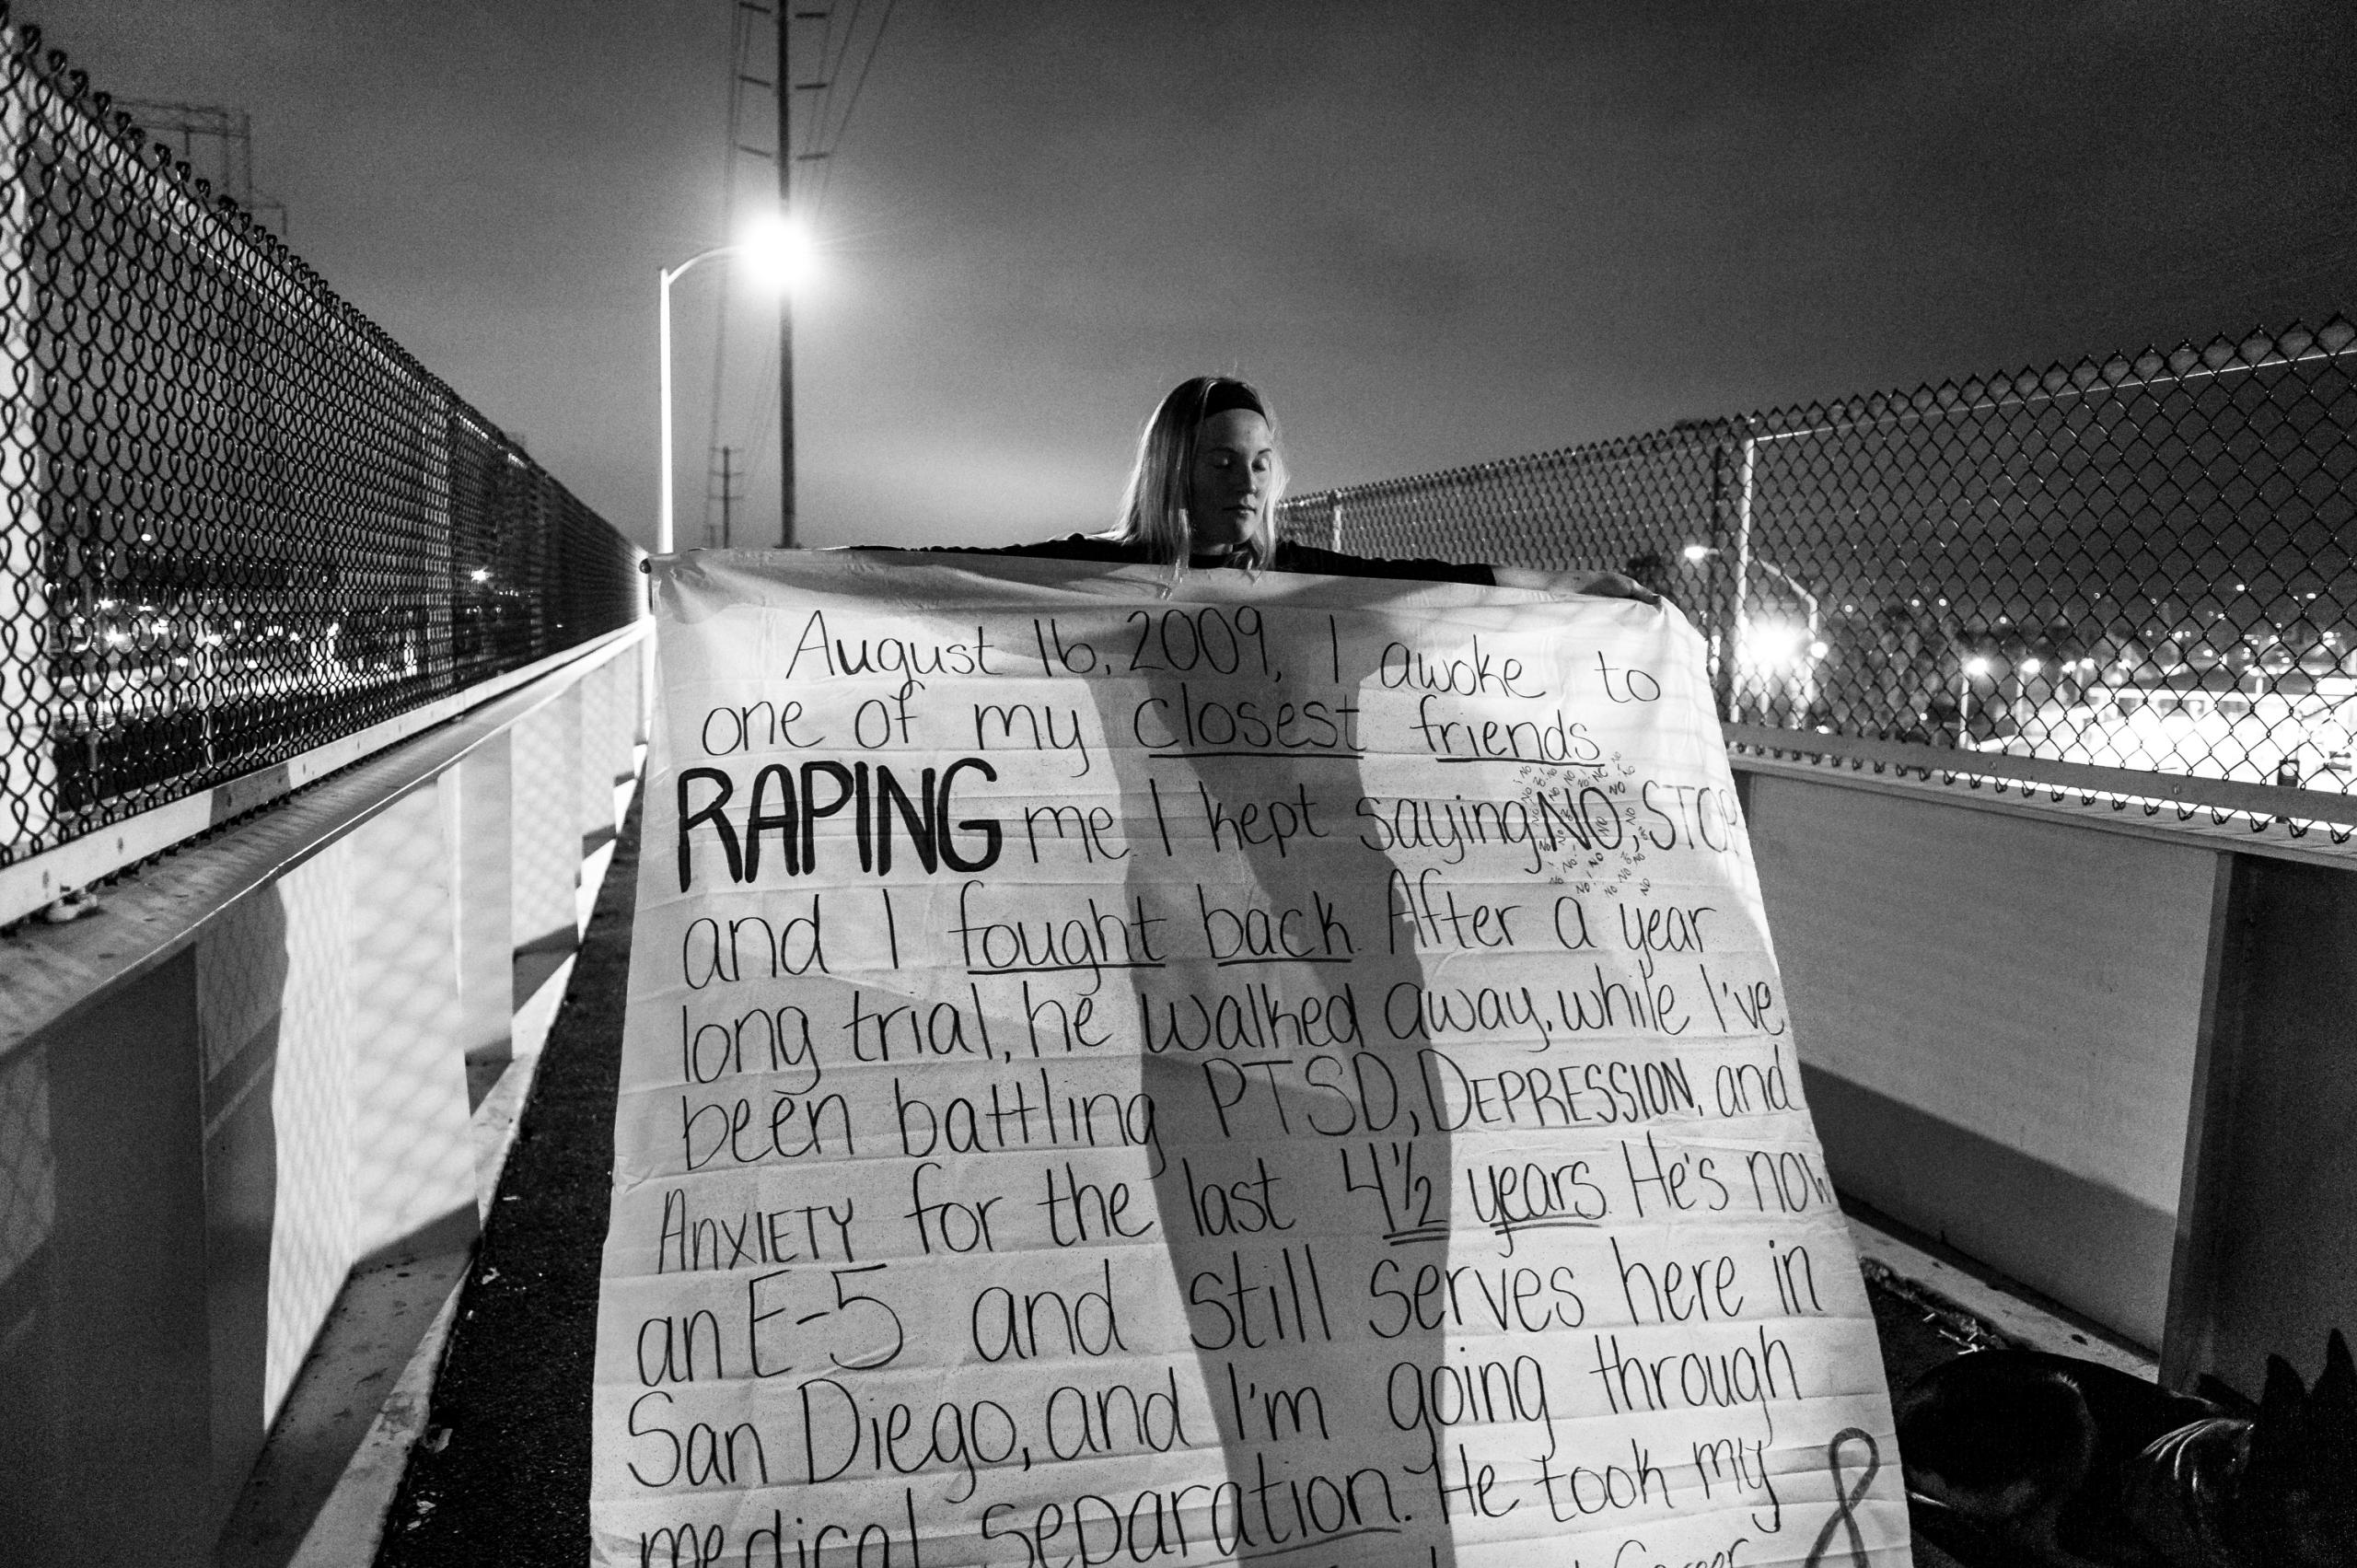 August 16, 2009, I awoke to
one of my closest friends
RAPING me. I kept saying NO, STOP
and I fought back. After a year
long trial, he walked away, while I've
been battling PTSD, DEPRESSION, and
ANXIETY for the last 4 1/2 years. He's now
an E-5 and still serves here in
San Diego, and I'm going through
medical separation. He took my
Career